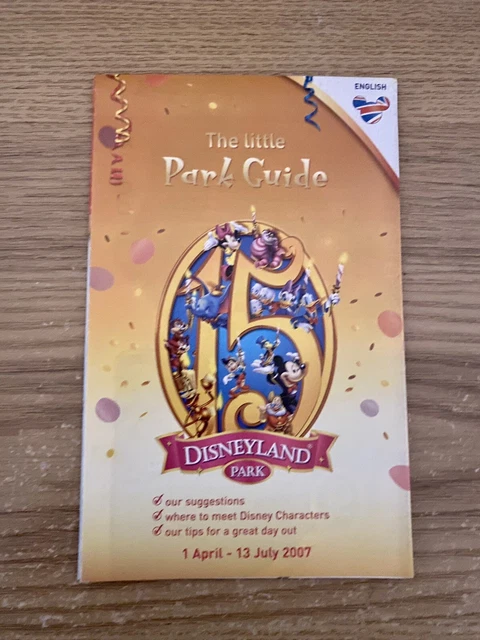 ENGLISH
The little
Park Guide
15
DISNEYLAND®
PARK
our suggestions
where to meet Disney Characters
our tips for a great day out
1 April - 13 July 2007